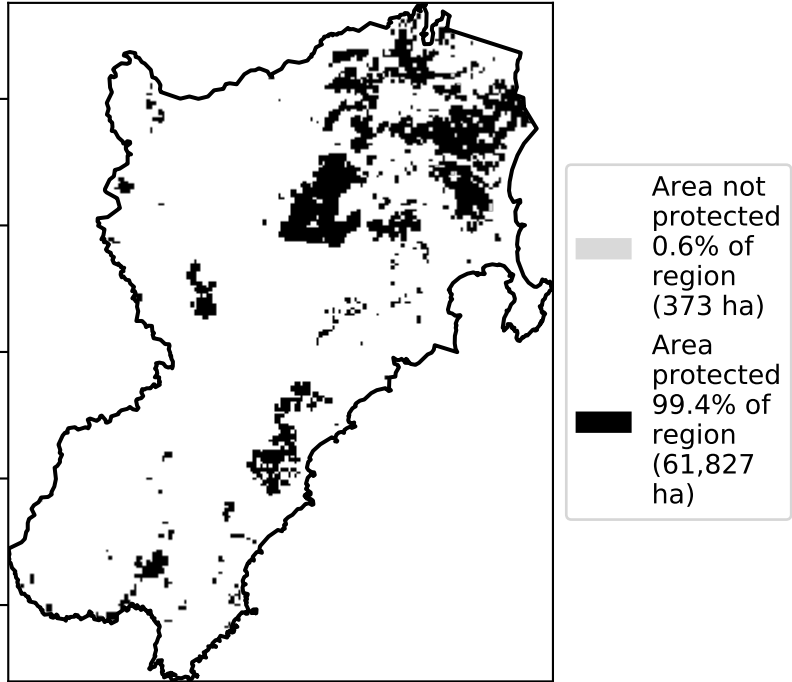 Area not
protected
0.6% of
region
(373 ha)
Area
protected
99.4% of
region
(61,827
ha)